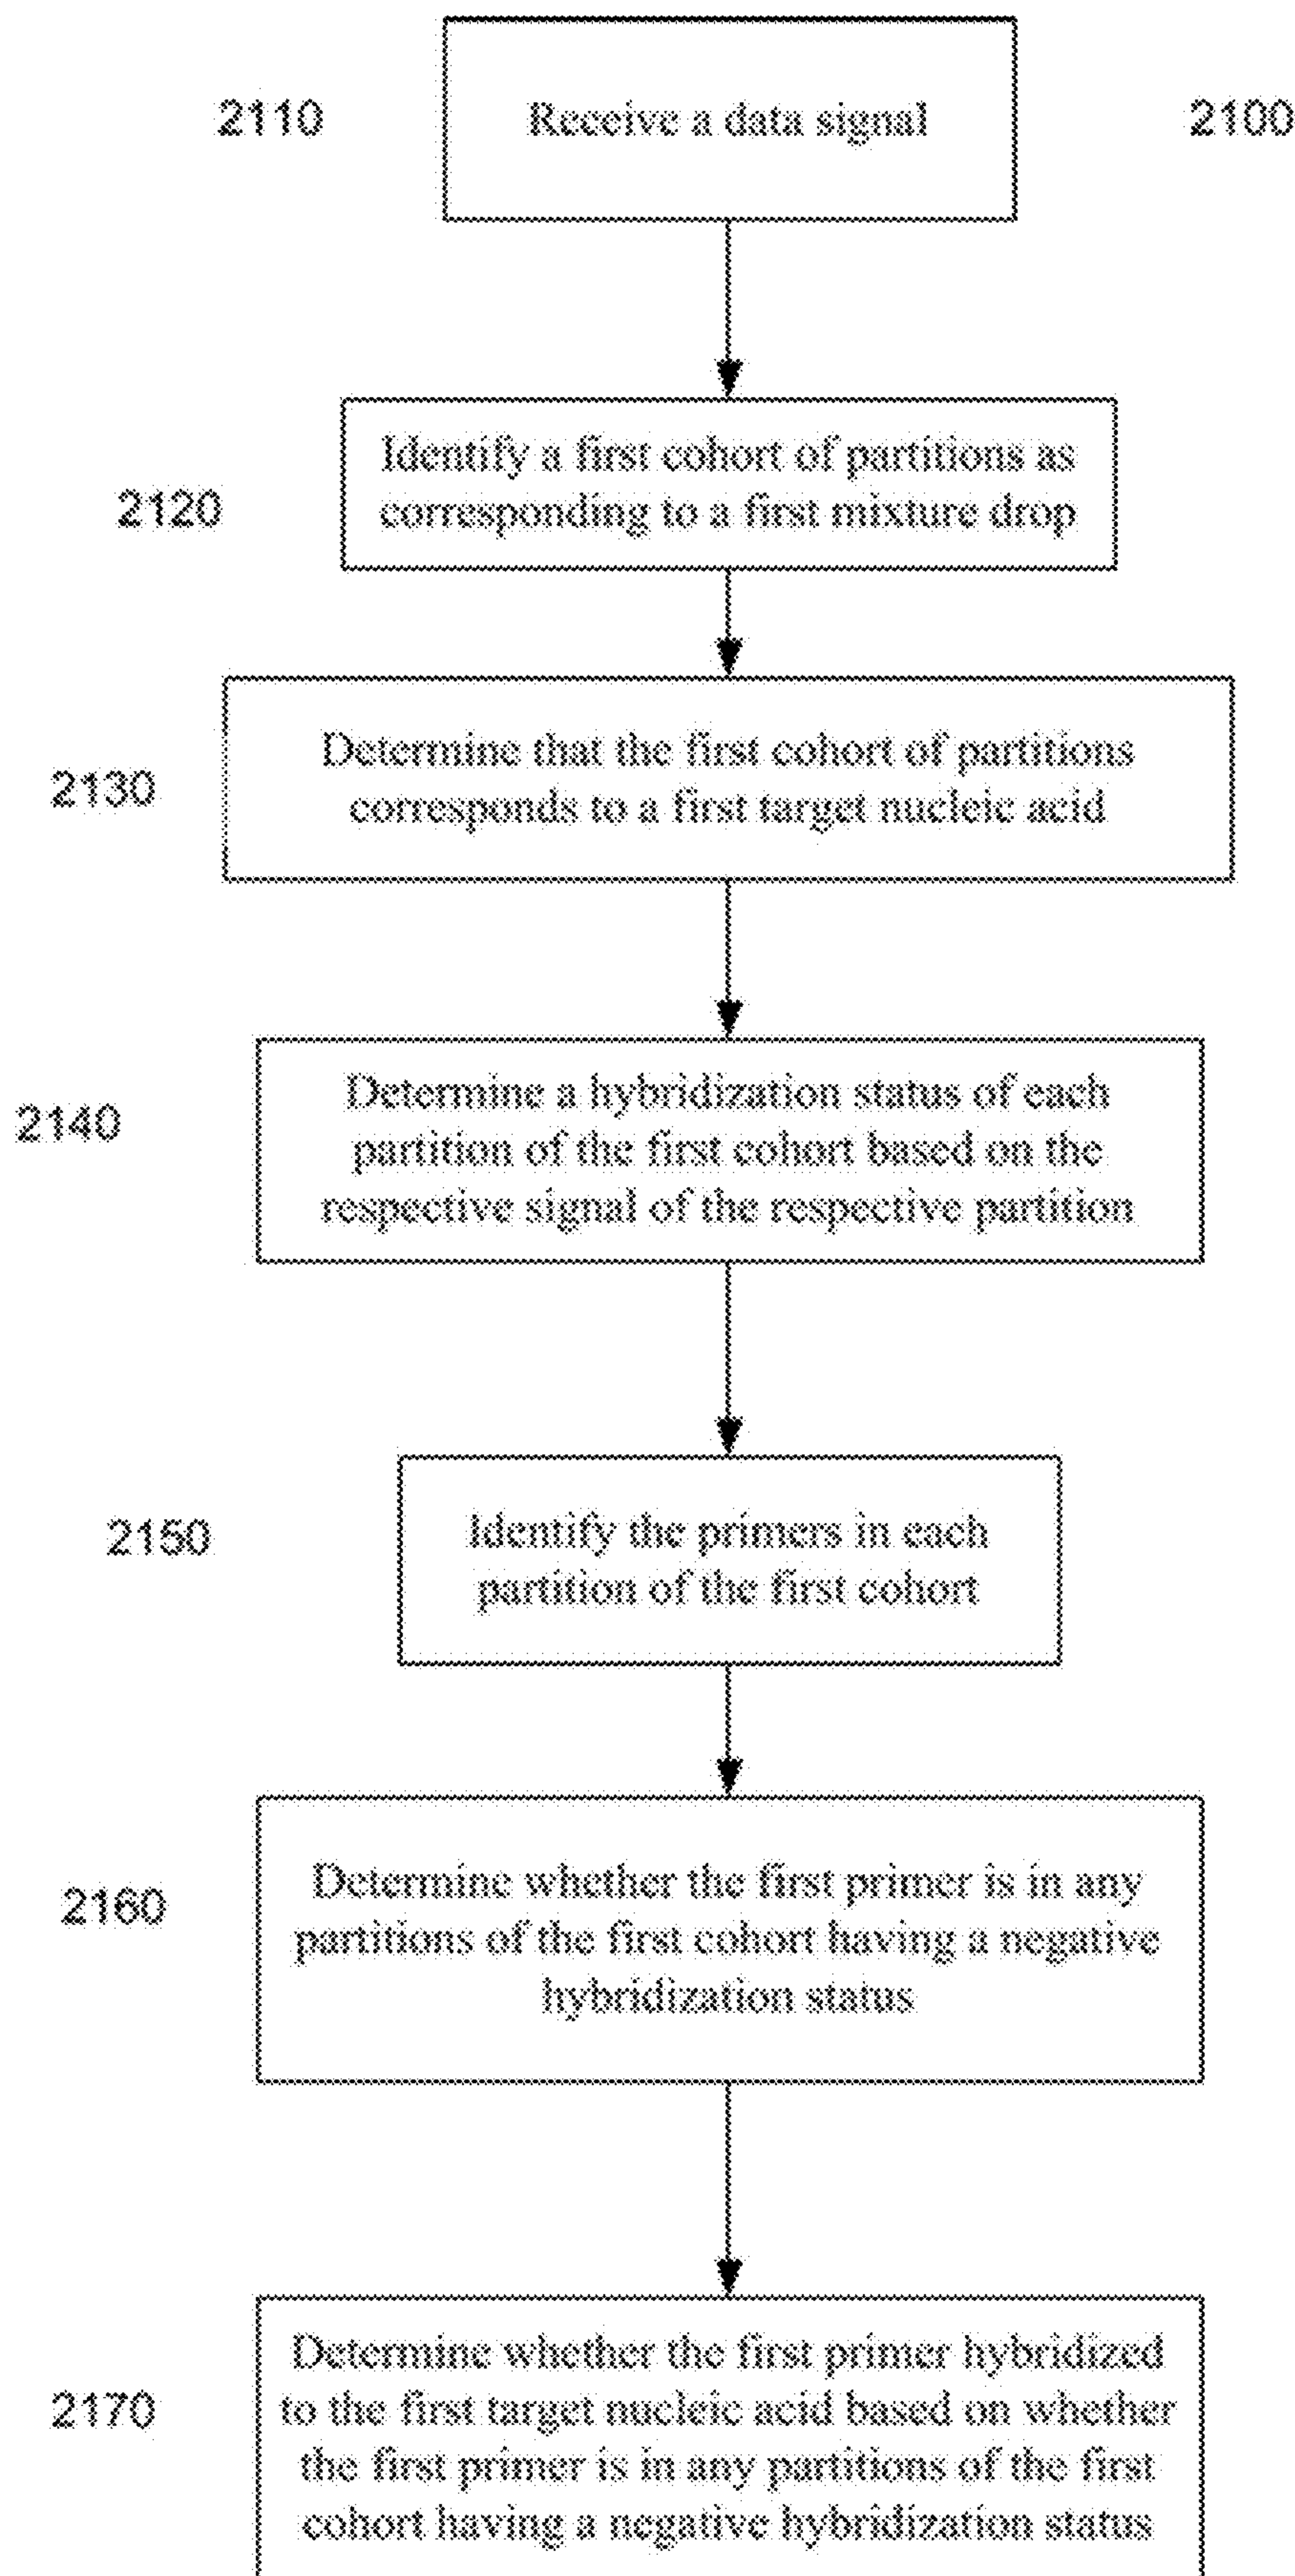 2110
Receive a data signal
2100
Identify a first cohort of partitions as
corresponding to a first mixture drop
2120
Determine that the first cohort of partitions
corresponds to a first target nucleic acid
2130
Determine a hybridization status of each
partition of the first cohort based on the
respective signal of the respective partition
2140
Identify the primers in each
partition of the first cohort
2150
Determine whether the first primer is in any
partitions of the first cohort having a negative
hybridization status
2160
Determine whether the first primer hybridized
to the first target nucleic acid based on whether
the first primer is in any partitions of the first
cohort having a negative hybridization status
2170